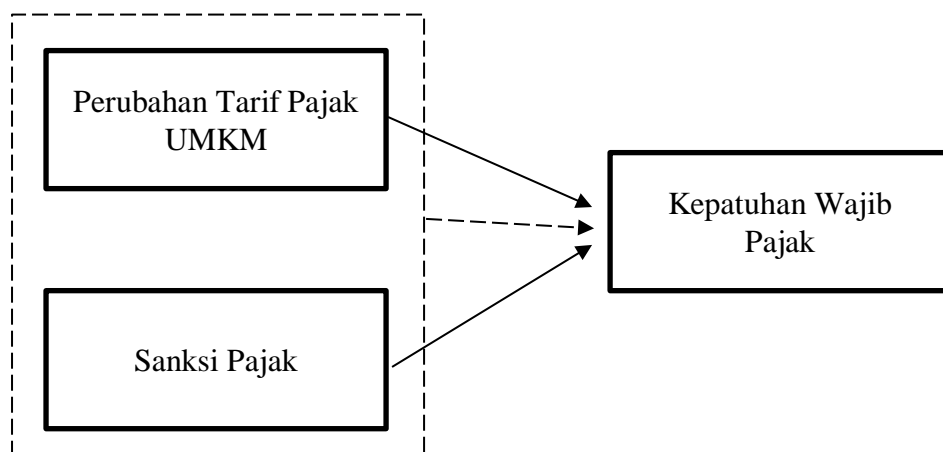 Perubahan Tarif Pajak
UMKM
Kepatuhan Wajib
Pajak
Sanksi Pajak